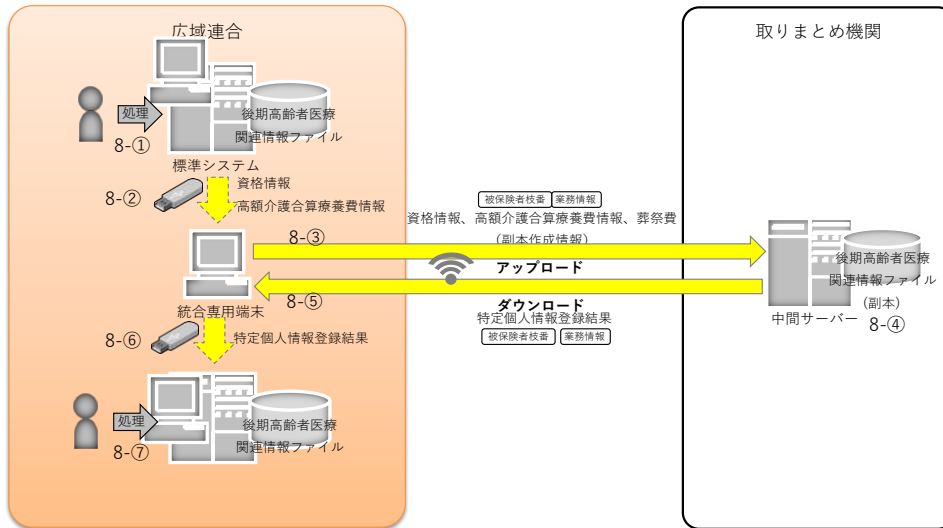 広域連合
取りまとめ機関
処理
8-①
後期高齢者医療
関連情報ファイル
標準システム
8-②
資格情報
高額介護合算療養費情報
被保険者枝番 業務情報
資格情報、高額介護合算療養費情報、葬祭費
(副本作成情報)
8-③
アップロード
8-⑤
ダウンロード
特定個人情報登録結果
被保険者枝番 業務情報
統合専用端末
後期高齢者医療
関連情報ファイル
(副本)
中間サーバー
8-④
8-⑥
特定個人情報登録結果
処理
8-⑦
後期高齢者医療
関連情報ファイル